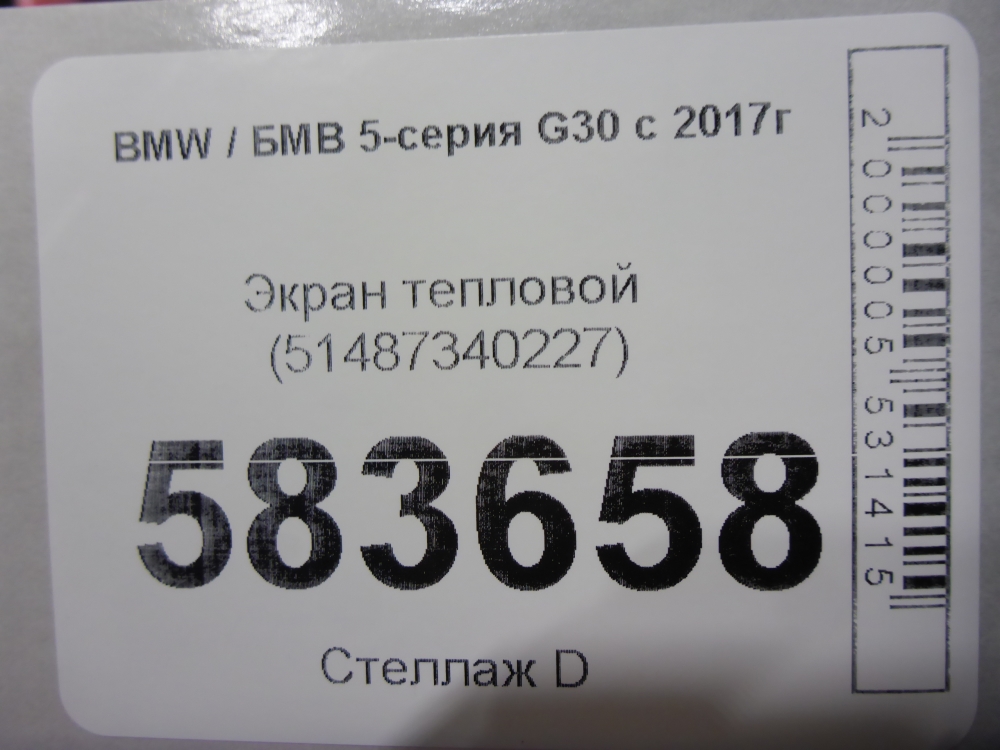 BMW / БМВ 5-серия G30 с 2017г
Экран тепловой
(51487340227)
583658
Стеллаж D
2000005531415